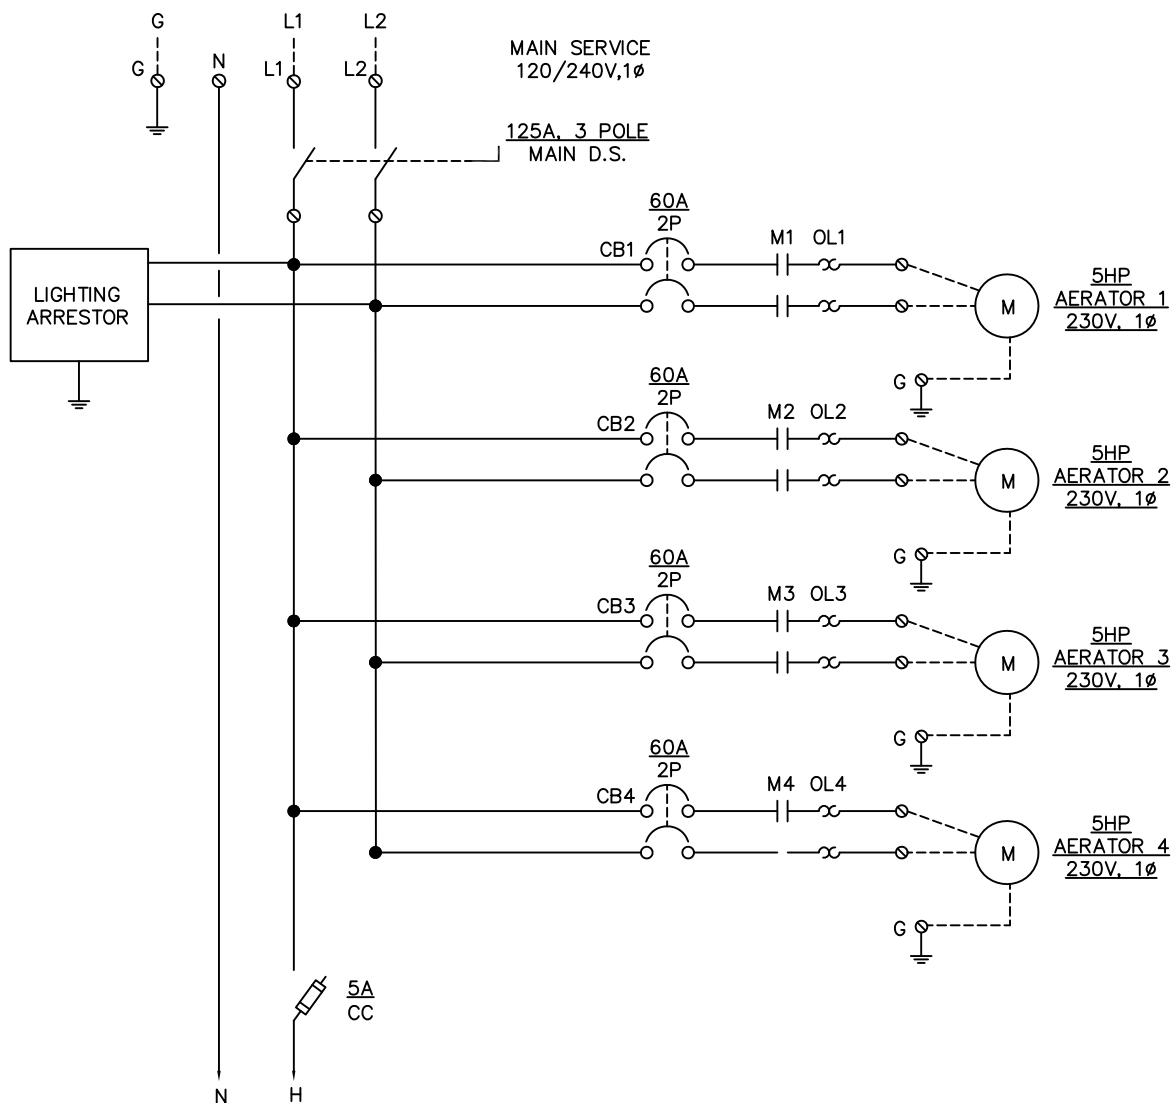 G
L1
L2
G
N
L1
L2
MAIN SERVICE
120/240V,1Ø
125A, 3 POLE
MAIN D.S.
LIGHTING
ARRESTOR
60A
2P
CB1
M1
OL1
M
5HP
AERATOR 1
230V, 1Ø
G
60A
2P
CB2
M2
OL2
M
5HP
AERATOR 2
230V, 1Ø
G
60A
2P
CB3
M3
OL3
M
5HP
AERATOR 3
230V, 1Ø
G
60A
2P
CB4
M4
OL4
M
5HP
AERATOR 4
230V, 1Ø
G
5A
CC
N
H